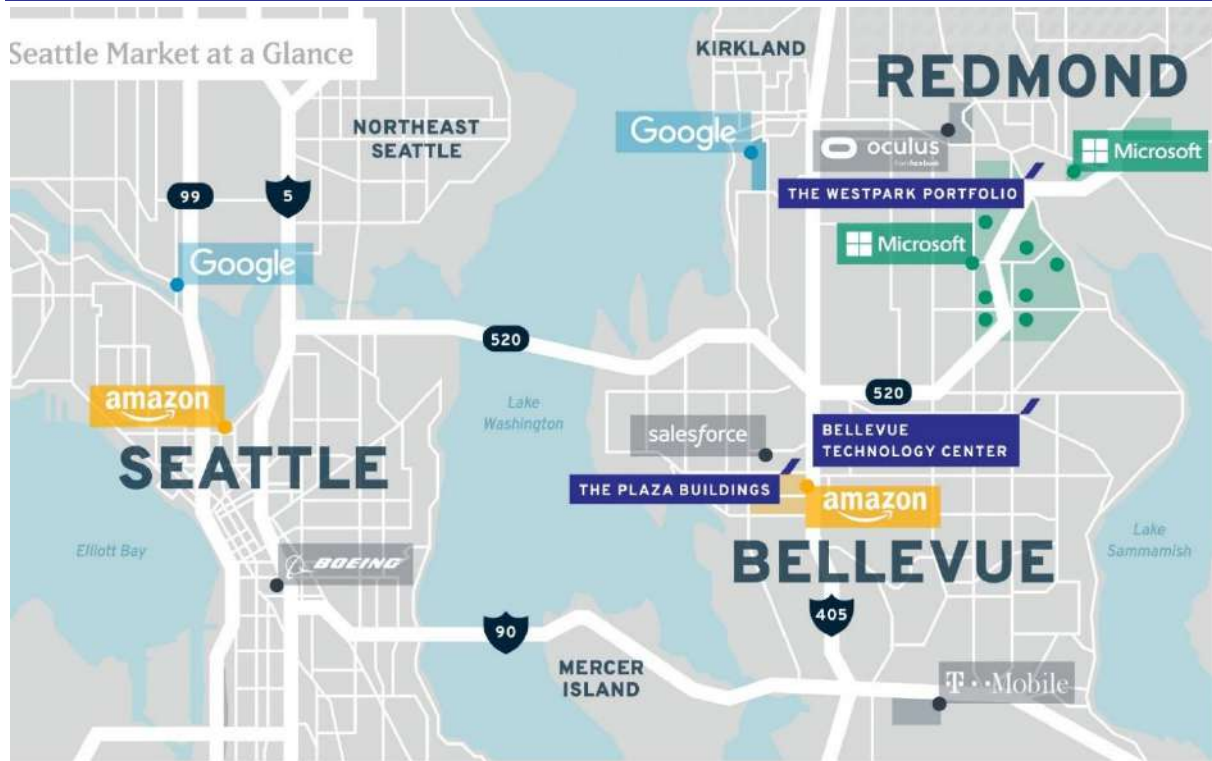 Seattle Market at a Glance
KIRKLAND
REDMOND
NORTHEAST
SEATTLE
Google
oculus
from facebook
Microsoft
THE WESTPARK PORTFOLIO
99
5
Google
Microsoft
520
520
amazon
Lake
Washington
salesforce
BELLEVUE
TECHNOLOGY CENTER
SEATTLE
THE PLAZA BUILDINGS
amazon
Elliott Bay
Lake
Sammamish
BOEING
BELLEVUE
405
90
MERCER
ISLAND
T··Mobile